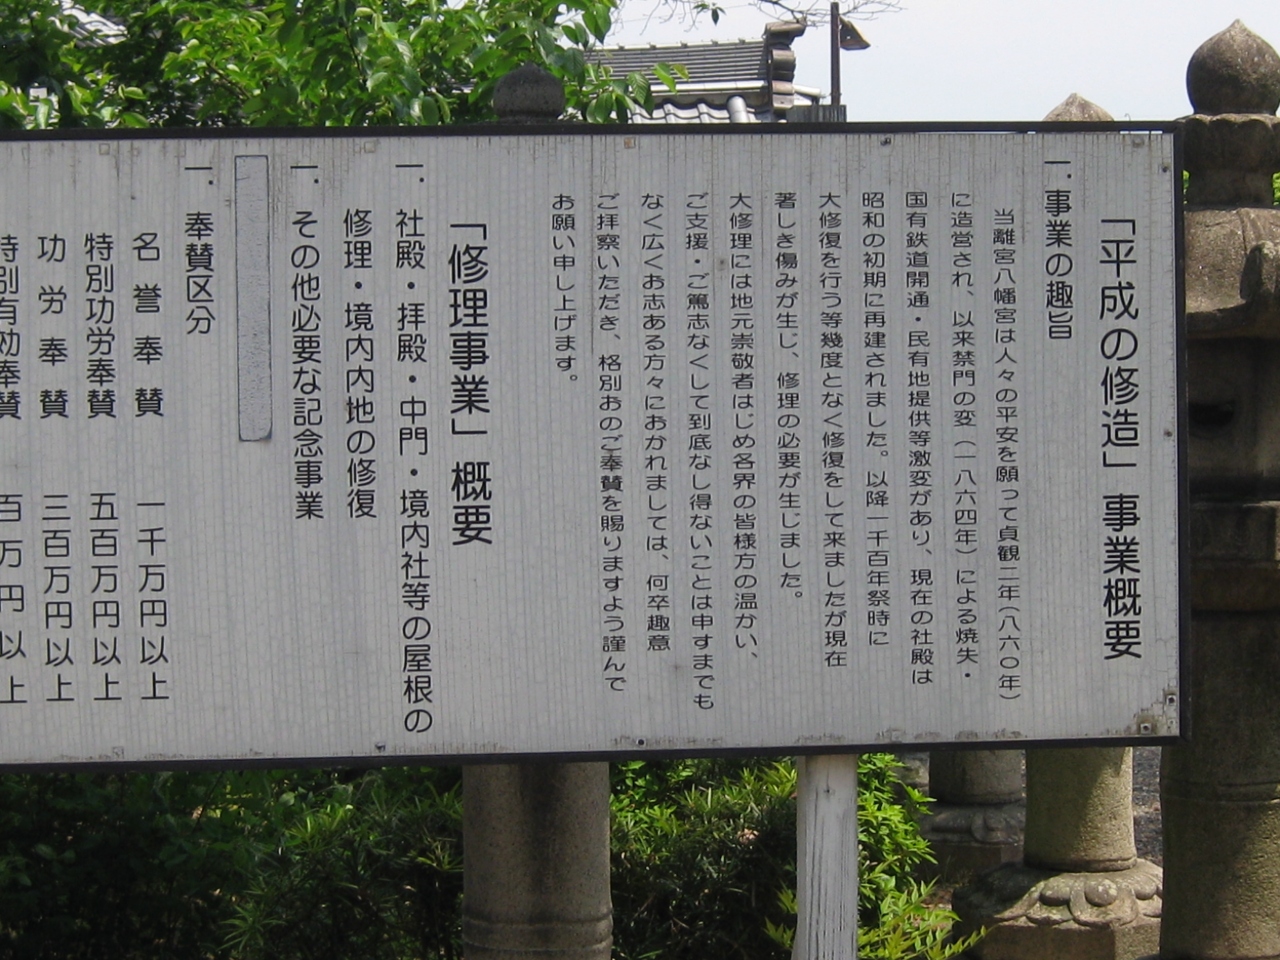 「平成の修造」事業概要
一.事業の趣旨
当離宮八幡宮は人々の平安を願って貞観二年(八六〇年)
に造営され、以来禁門の変(一八六四年)による焼失・
国有鉄道開通・民有地提供等激変があり、現在の社殿は
昭和の初期に再建されました。以降一千百年祭時に
大修復を行う等幾度となく修復をして来ましたが現在
著しき傷みが生じ、修理の必要が生じました。
大修理には地元崇敬者はじめ各界の皆様方の温かい、
ご支援・ご篤志なくして到底なし得ないことは申すまでも
なく広くお志ある方々におかれましては、何卒趣意
ご拝察いただき、格別おのご奉賛を賜りますよう謹んで
お願い申し上げます。
「修理事業」概要
一.社殿・拝殿・中門・境内社等の屋根の
修理・境内内地の修復
一.その他必要な記念事業
一.奉賛区分
名誉奉賛 一千万円以上
特別功労奉賛 五百万円以上
功労奉賛 三百万円以上
特別有効奉賛 百万円以上